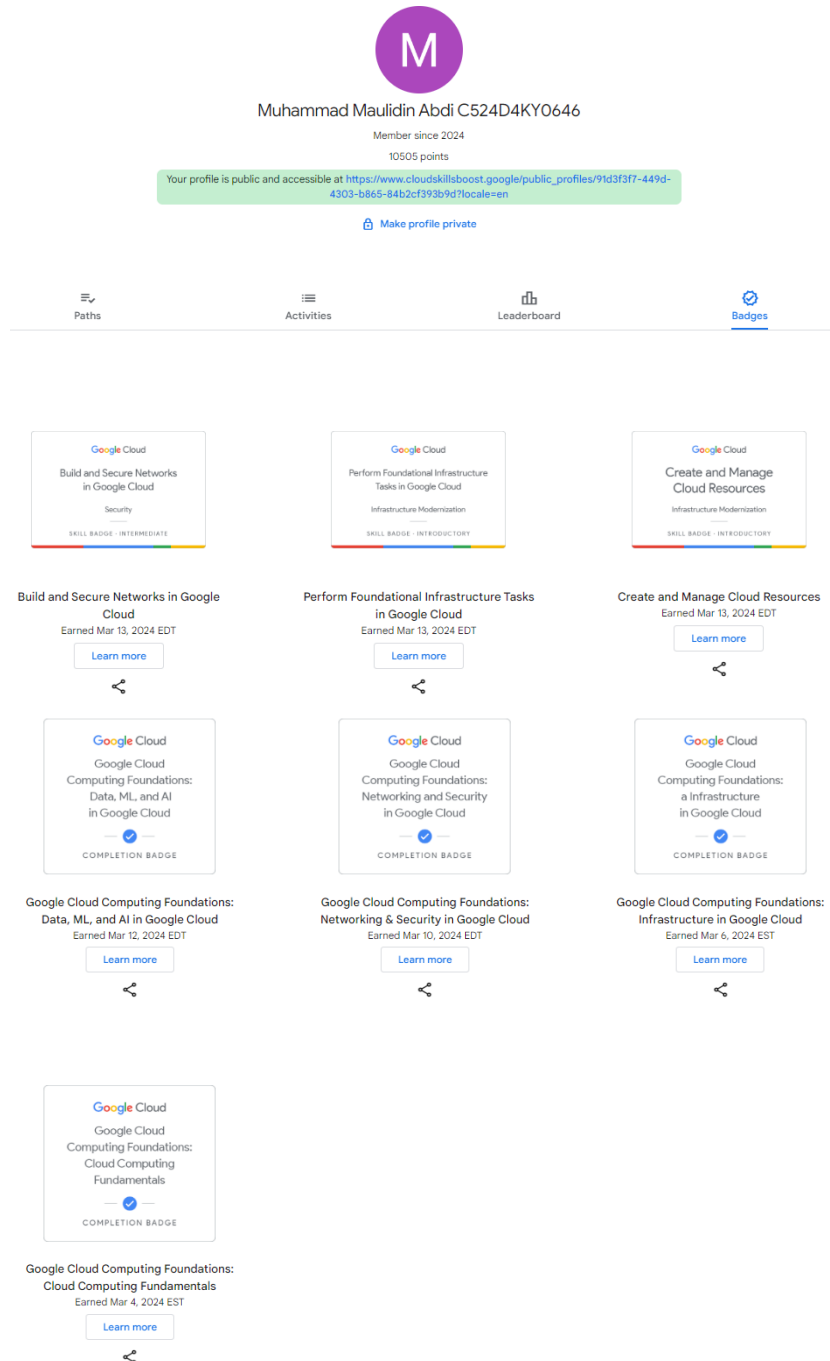 M
Muhammad Maulidin Abdi C524D4KY0646
Member since 2024
10505 points
Your profile is public and accessible at https://www.cloudskillsboost.google/public_profiles/91d3f3f7-449d-
4303-b865-84b2cf393b9d?locale=en
Make profile private
Paths
Activities
Leaderboard
Badges
Google Cloud
Build and Secure Networks
in Google Cloud
Security
SKILL BADGE - INTERMEDIATE
Build and Secure Networks in Google
Cloud
Earned Mar 13, 2024 EDT
Learn more
Google Cloud
Perform Foundational Infrastructure
Tasks in Google Cloud
Infrastructure Modernization
SKILL BADGE - INTRODUCTORY
Perform Foundational Infrastructure Tasks
in Google Cloud
Earned Mar 13, 2024 EDT
Learn more
Google Cloud
Create and Manage
Cloud Resources
Infrastructure Modernization
SKILL BADGE - INTRODUCTORY
Create and Manage Cloud Resources
Earned Mar 13, 2024 EDT
Learn more
Google Cloud
Google Cloud
Computing Foundations:
Data, ML, and AI
in Google Cloud
COMPLETION BADGE
Google Cloud Computing Foundations:
Data, ML, and AI in Google Cloud
Earned Mar 12, 2024 EDT
Learn more
Google Cloud
Google Cloud
Computing Foundations:
Networking and Security
in Google Cloud
COMPLETION BADGE
Google Cloud Computing Foundations:
Networking & Security in Google Cloud
Earned Mar 10, 2024 EDT
Learn more
Google Cloud
Google Cloud
Computing Foundations:
a Infrastructure
in Google Cloud
COMPLETION BADGE
Google Cloud Computing Foundations:
Infrastructure in Google Cloud
Earned Mar 6, 2024 EST
Learn more
Google Cloud
Google Cloud
Computing Foundations:
Cloud Computing
Fundamentals
COMPLETION BADGE
Google Cloud Computing Foundations:
Cloud Computing Fundamentals
Earned Mar 4, 2024 EST
Learn more